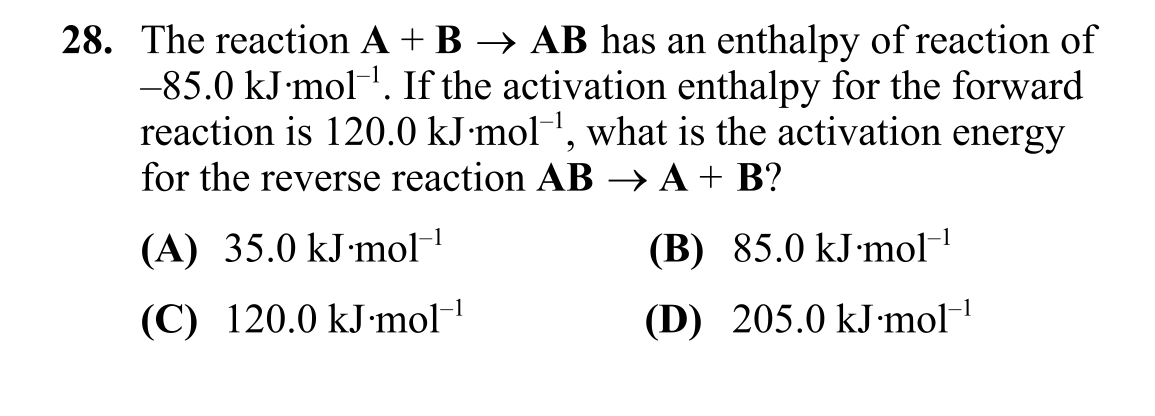 28. The reaction A + B → AB has an enthalpy of reaction of
–85.0 kJ·mol⁻¹. If the activation enthalpy for the forward
reaction is 120.0 kJ·mol⁻¹, what is the activation energy
for the reverse reaction AB → A + B?
(A) 35.0 kJ·mol⁻¹ (B) 85.0 kJ·mol⁻¹
(C) 120.0 kJ·mol⁻¹ (D) 205.0 kJ·mol⁻¹